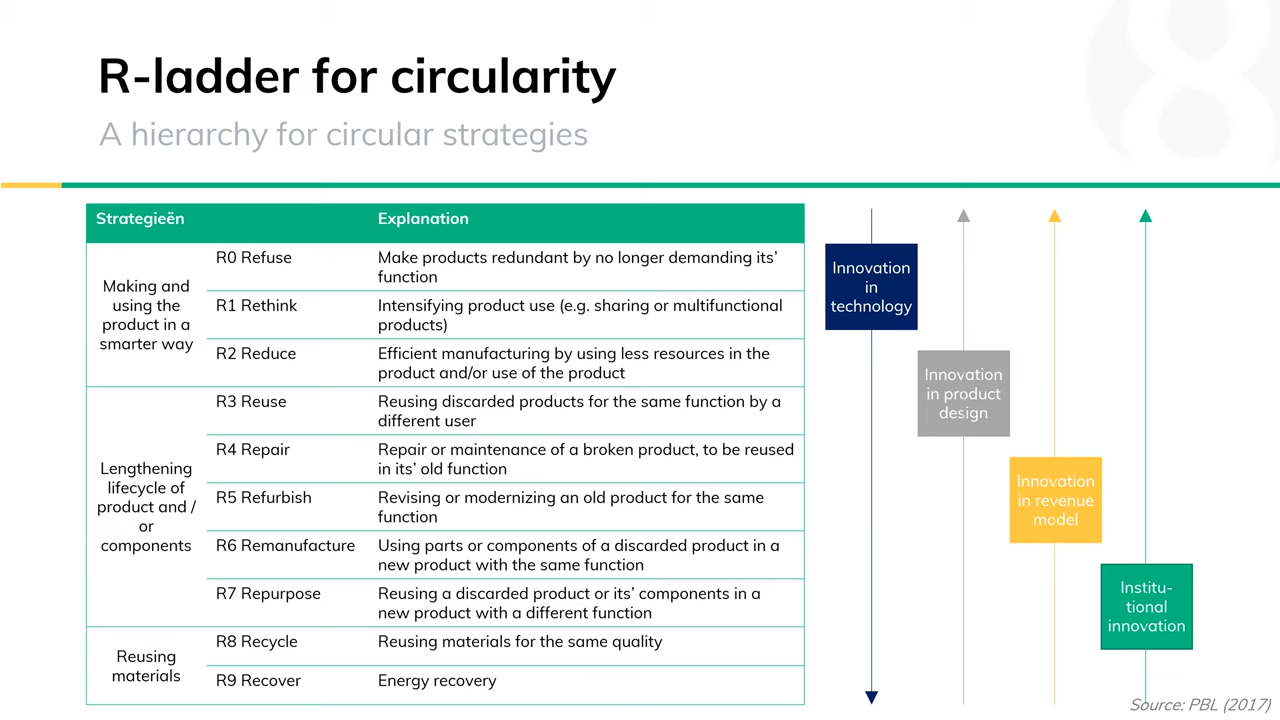 R-ladder for circularity
A hierarchy for circular strategies
Strategieën
Explanation
Making and
using the
product in a
smarter way
R0 Refuse
Make products redundant by no longer demanding its’
function
R1 Rethink
Intensifying product use (e.g. sharing or multifunctional
products)
R2 Reduce
Efficient manufacturing by using less resources in the
product and/or use of the product
Lengthening
lifecycle of
product and /
or
components
R3 Reuse
Reusing discarded products for the same function by a
different user
R4 Repair
Repair or maintenance of a broken product, to be reused
in its’ old function
R5 Refurbish
Revising or modernizing an old product for the same
function
R6 Remanufacture
Using parts or components of a discarded product in a
new product with the same function
R7 Repurpose
Reusing a discarded product or its’ components in a
new product with a different function
Reusing
materials
R8 Recycle
Reusing materials for the same quality
R9 Recover
Energy recovery
Innovation
in
technology
Innovation
in product
design
Innovation
in revenue
model
Institu-
tional
innovation
Source: PBL (2017)